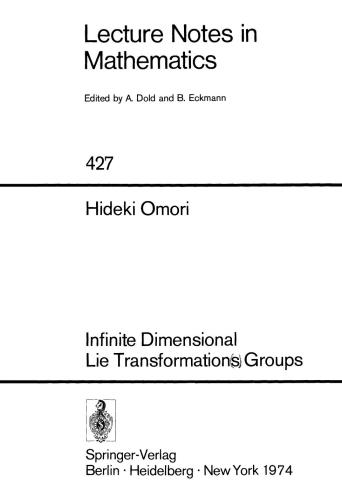 Lecture Notes in
Mathematics
Edited by A. Dold and B. Eckmann
427
Hideki Omori
Infinite Dimensional
Lie Transformation(s) Groups
Springer-Verlag
Berlin · Heidelberg · New York 1974